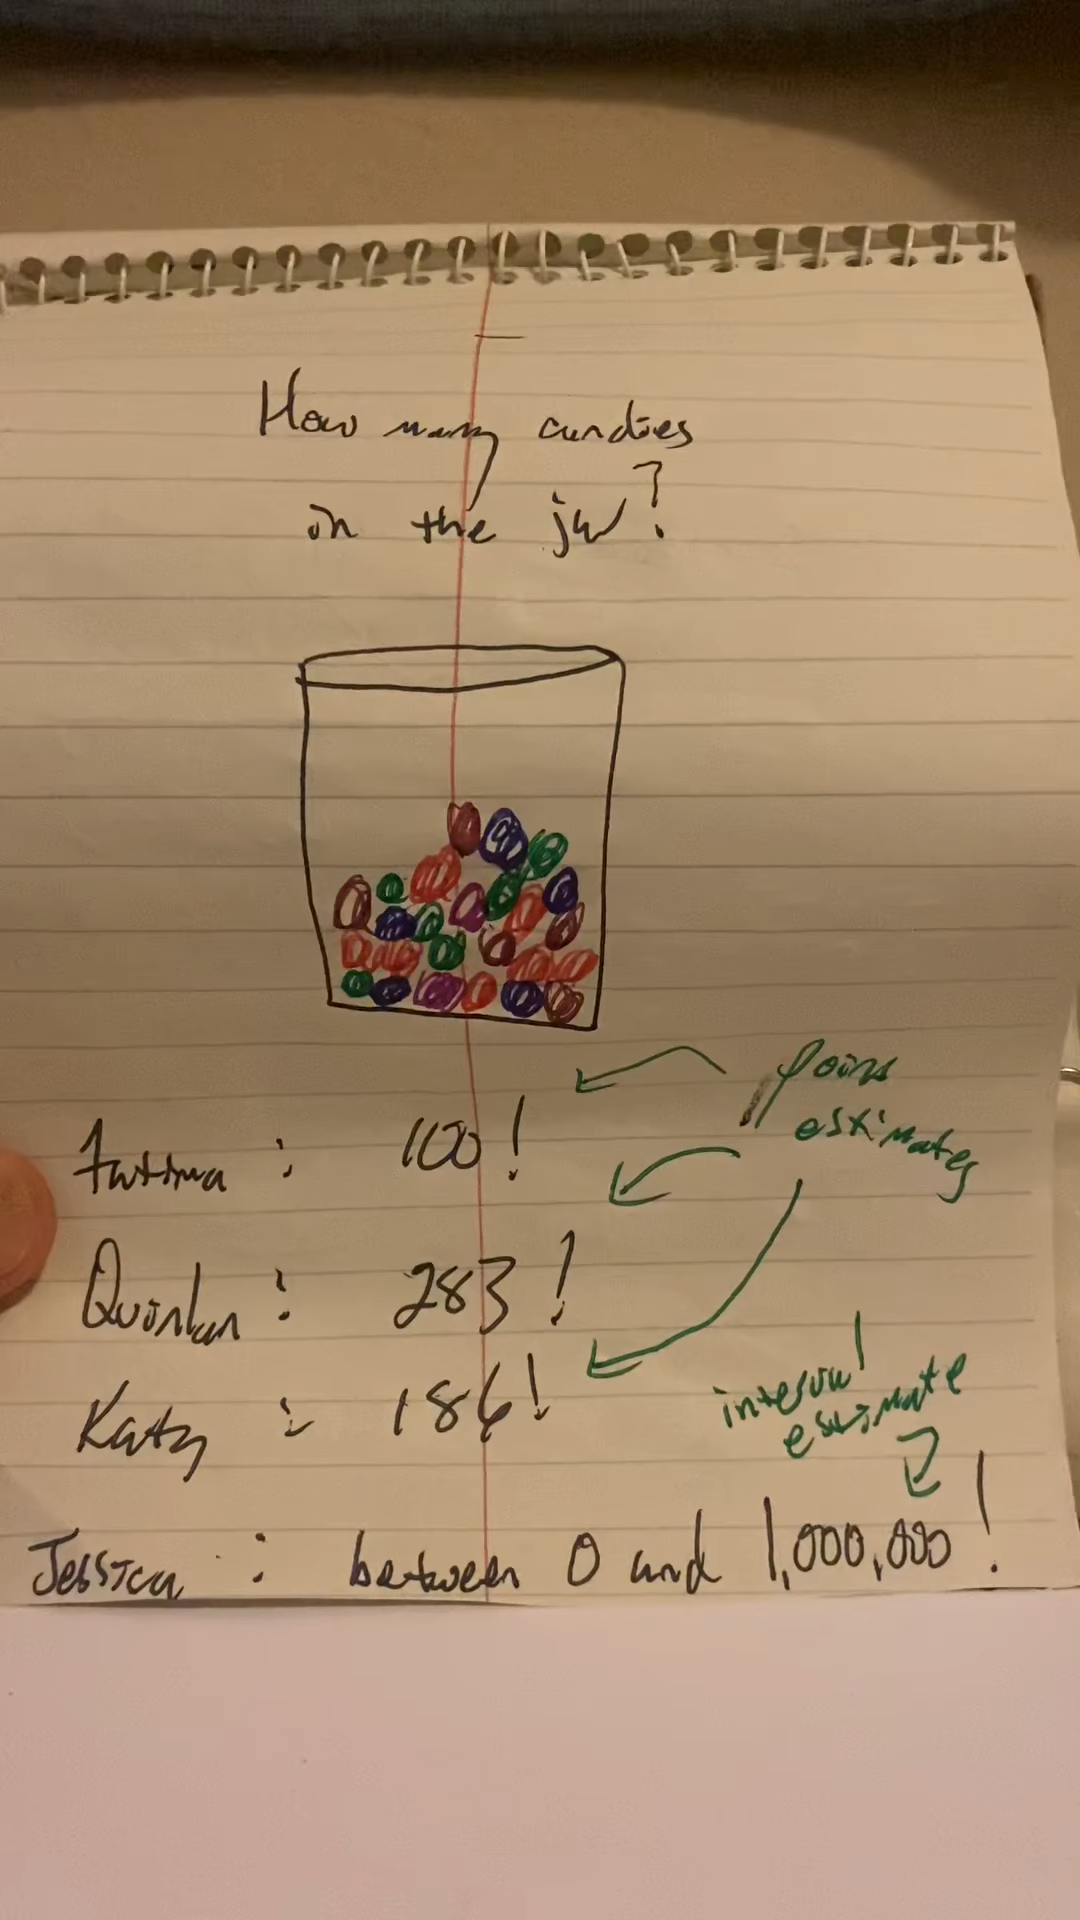 How many candies
in the jar?
point
estimates
Fatima : 100!
Quinlan : 283!
Katy : 186!
interval
estimate
Jessica : between 0 and 1,000,000!